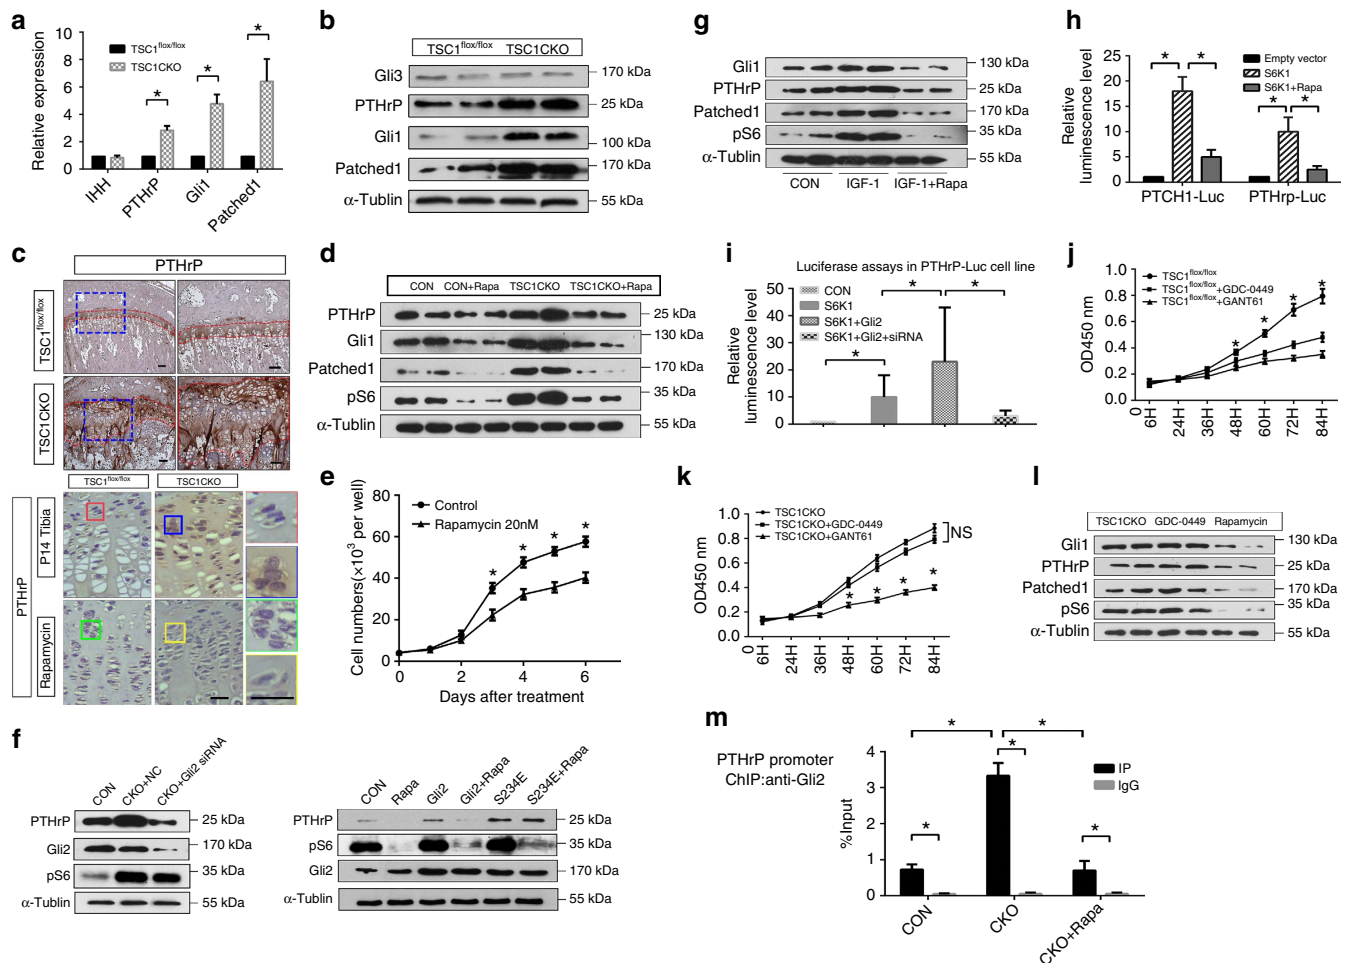 a
Relative expression
10
8
6
4
2
0
TSC1flox/flox
TSC1CKO
*
*
*
IHH
PTHrP
Gli1
Patched1
b
TSC1flox/flox TSC1CKO
Gli3 170 kDa
PTHrP 25 kDa
Gli1 100 kDa
Patched1 170 kDa
α-Tublin 55 kDa
g
Gli1 130 kDa
PTHrP 25 kDa
Patched1 170 kDa
pS6 35 kDa
α-Tublin 55 kDa
CON IGF-1 IGF-1+Rapa
h
Relative
luminescence level
25
20
15
10
5
0
Empty vector
S6K1
S6K1+Rapa
* *
* *
PTCH1-Luc PTHrp-Luc
c
PTHrP
TSC1flox/flox
TSC1CKO
TSC1flox/flox TSC1CKO
PTHrP
P14 Tibia
Rapamycin
d
CON CON+Rapa TSC1CKO TSC1CKO+Rapa
PTHrP 25 kDa
Gli1 130 kDa
Patched1 170 kDa
pS6 35 kDa
α-Tublin 55 kDa
e
Cell numbers(×10³ per well)
80
60
40
20
0
Control
Rapamycin 20nM
* * * *
0 2 4 6
Days after treatment
i
Luciferase assays in PTHrP-Luc cell line
Relative
luminescence level
50
40
30
20
10
0
CON
S6K1
S6K1+Gli2
S6K1+Gli2+siRNA
*
*
*
j
OD450 nm
1.0
0.8
0.6
0.4
0.2
0.0
TSC1flox/flox
TSC1flox/flox+GDC-0449
TSC1flox/flox+GANT61
* * * *
0 6H 24H 36H 48H 60H 72H 84H
k
OD450 nm
1.0
0.8
0.6
0.4
0.2
0.0
TSC1CKO
TSC1CKO+GDC-0449
TSC1CKO+GANT61
NS
* * * *
0 6H 24H 36H 48H 60H 72H 84H
l
TSC1CKO GDC-0449 Rapamycin
Gli1 130 kDa
PTHrP 25 kDa
Patched1 170 kDa
pS6 35 kDa
α-Tublin 55 kDa
f
CON CKO+NC CKO+Gli2 siRNA
PTHrP 25 kDa
Gli2 170 kDa
pS6 35 kDa
α-Tublin 55 kDa
CON Rapa Gli2 Gli2+Rapa S234E S234E+Rapa
PTHrP 25 kDa
pS6 35 kDa
Gli2 170 kDa
α-Tublin 55 kDa
m
PTHrP promoter
ChIP:anti-Gli2
%Input
4
3
2
1
0
IP
IgG
* *
* * *
CON CKO CKO+Rapa